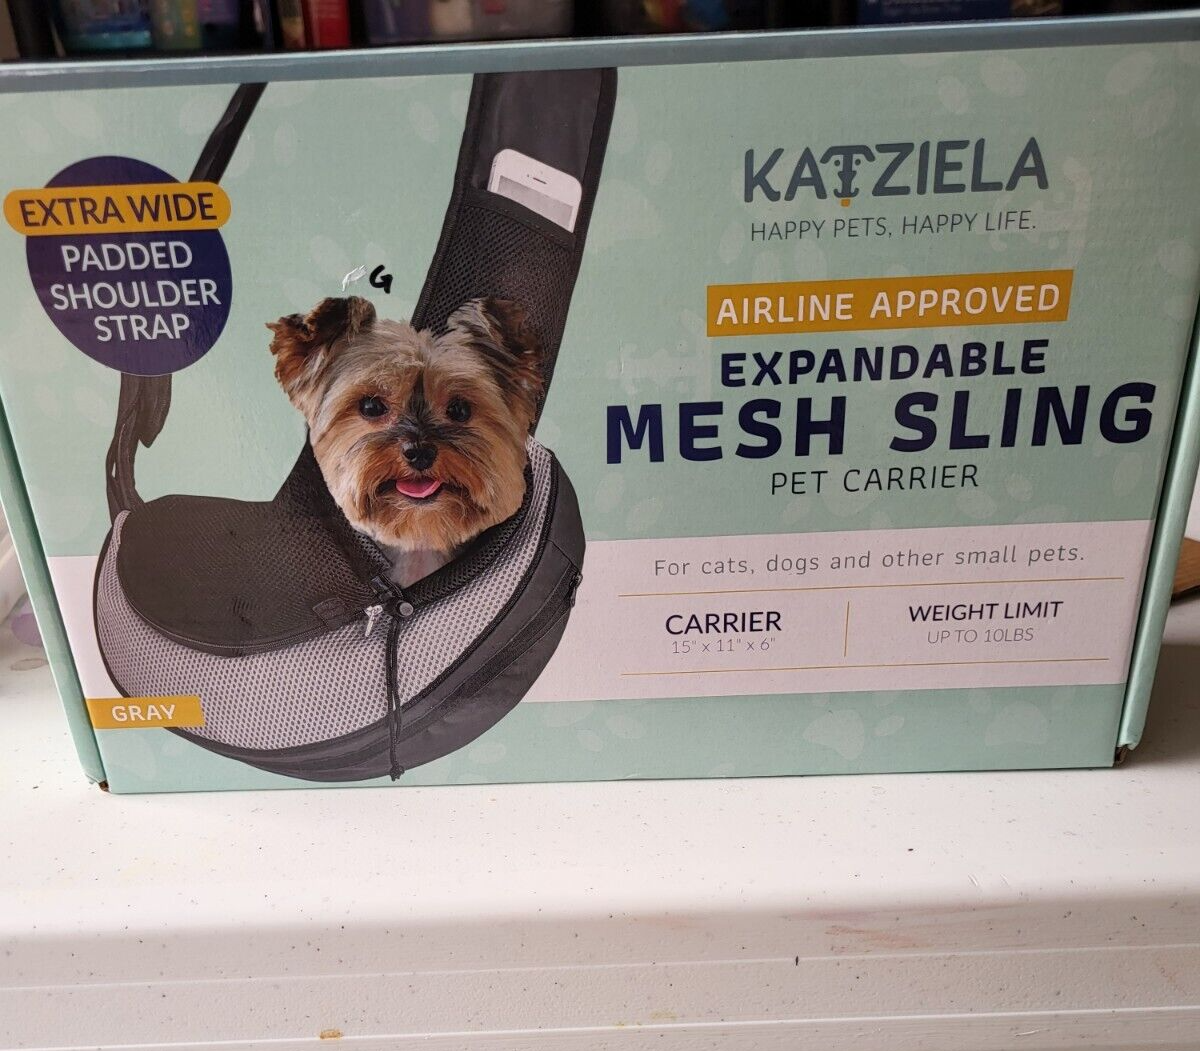 EXTRA WIDE
PADDED
SHOULDER
STRAP
G
KATZIELA
HAPPY PETS, HAPPY LIFE.
AIRLINE APPROVED
EXPANDABLE
MESH SLING
PET CARRIER
For cats, dogs and other small pets.
CARRIER
15" x 11" x 6"
WEIGHT LIMIT
UP TO 10LBS
GRAY